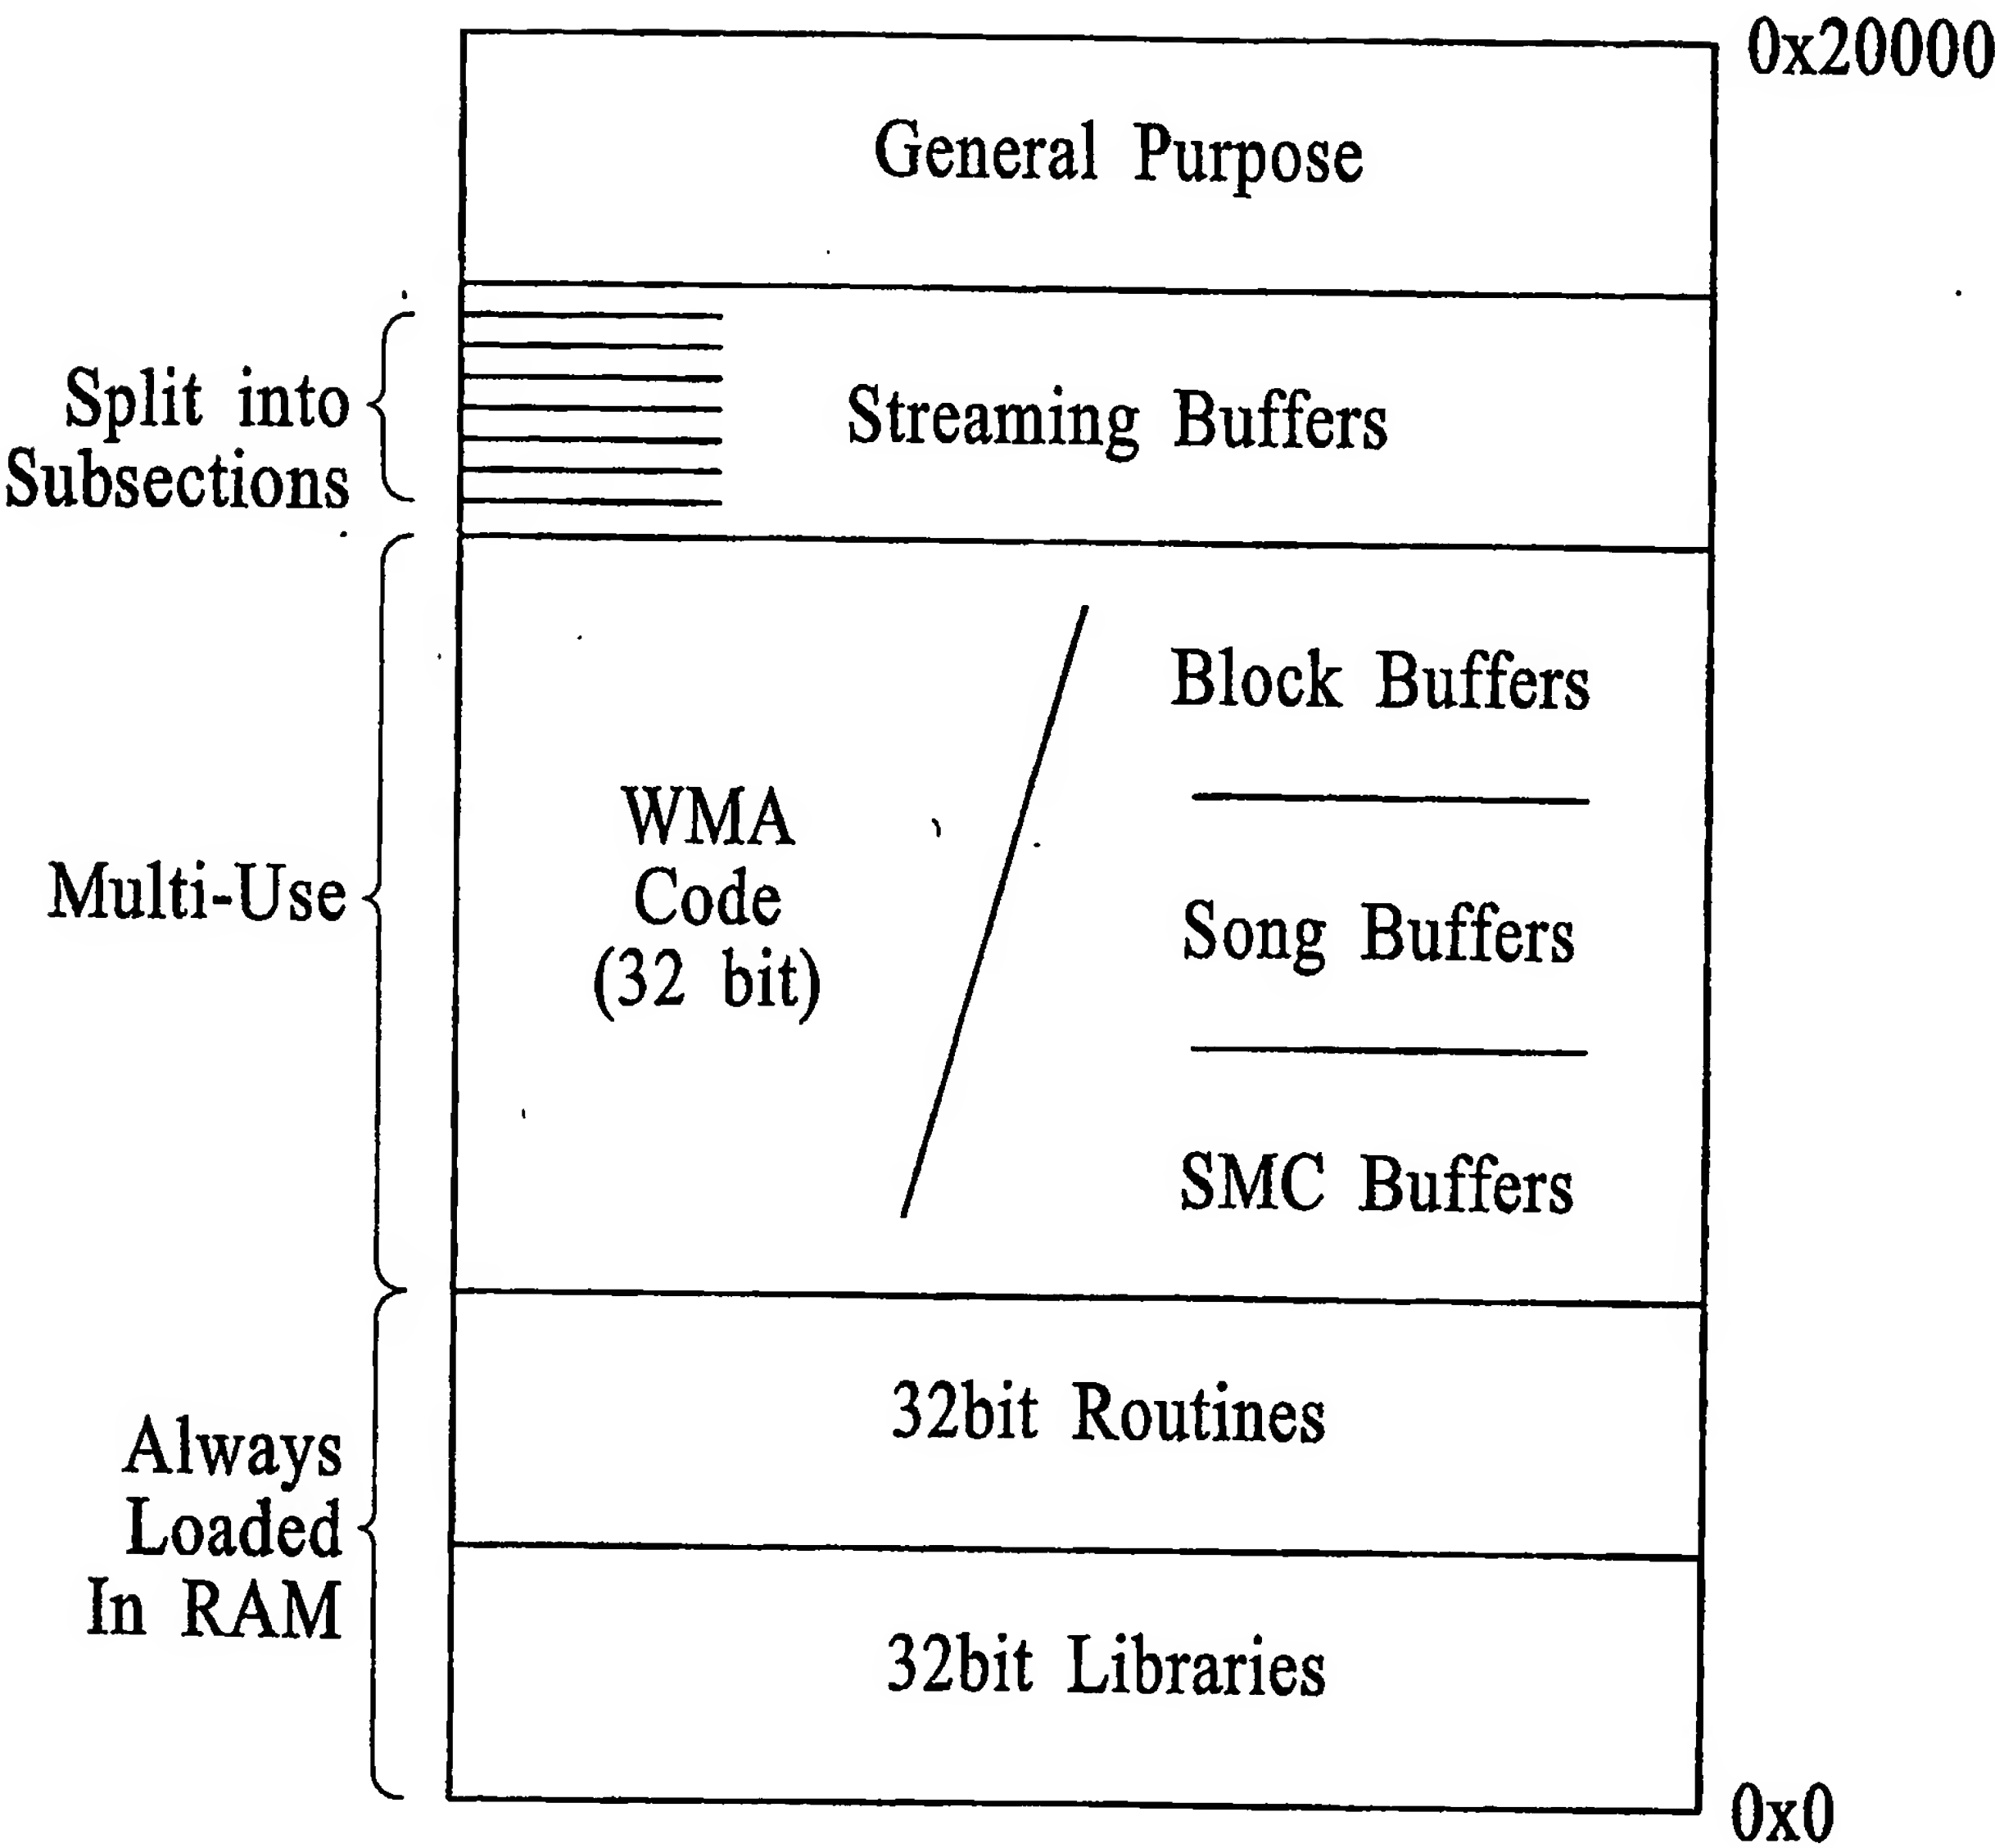 0x20000
General Purpose
Split into
Subsections
Streaming Buffers
Multi-Use
WMA
Code
(32 bit)
Block Buffers
Song Buffers
SMC Buffers
Always
Loaded
In RAM
32bit Routines
32bit Libraries
0x0